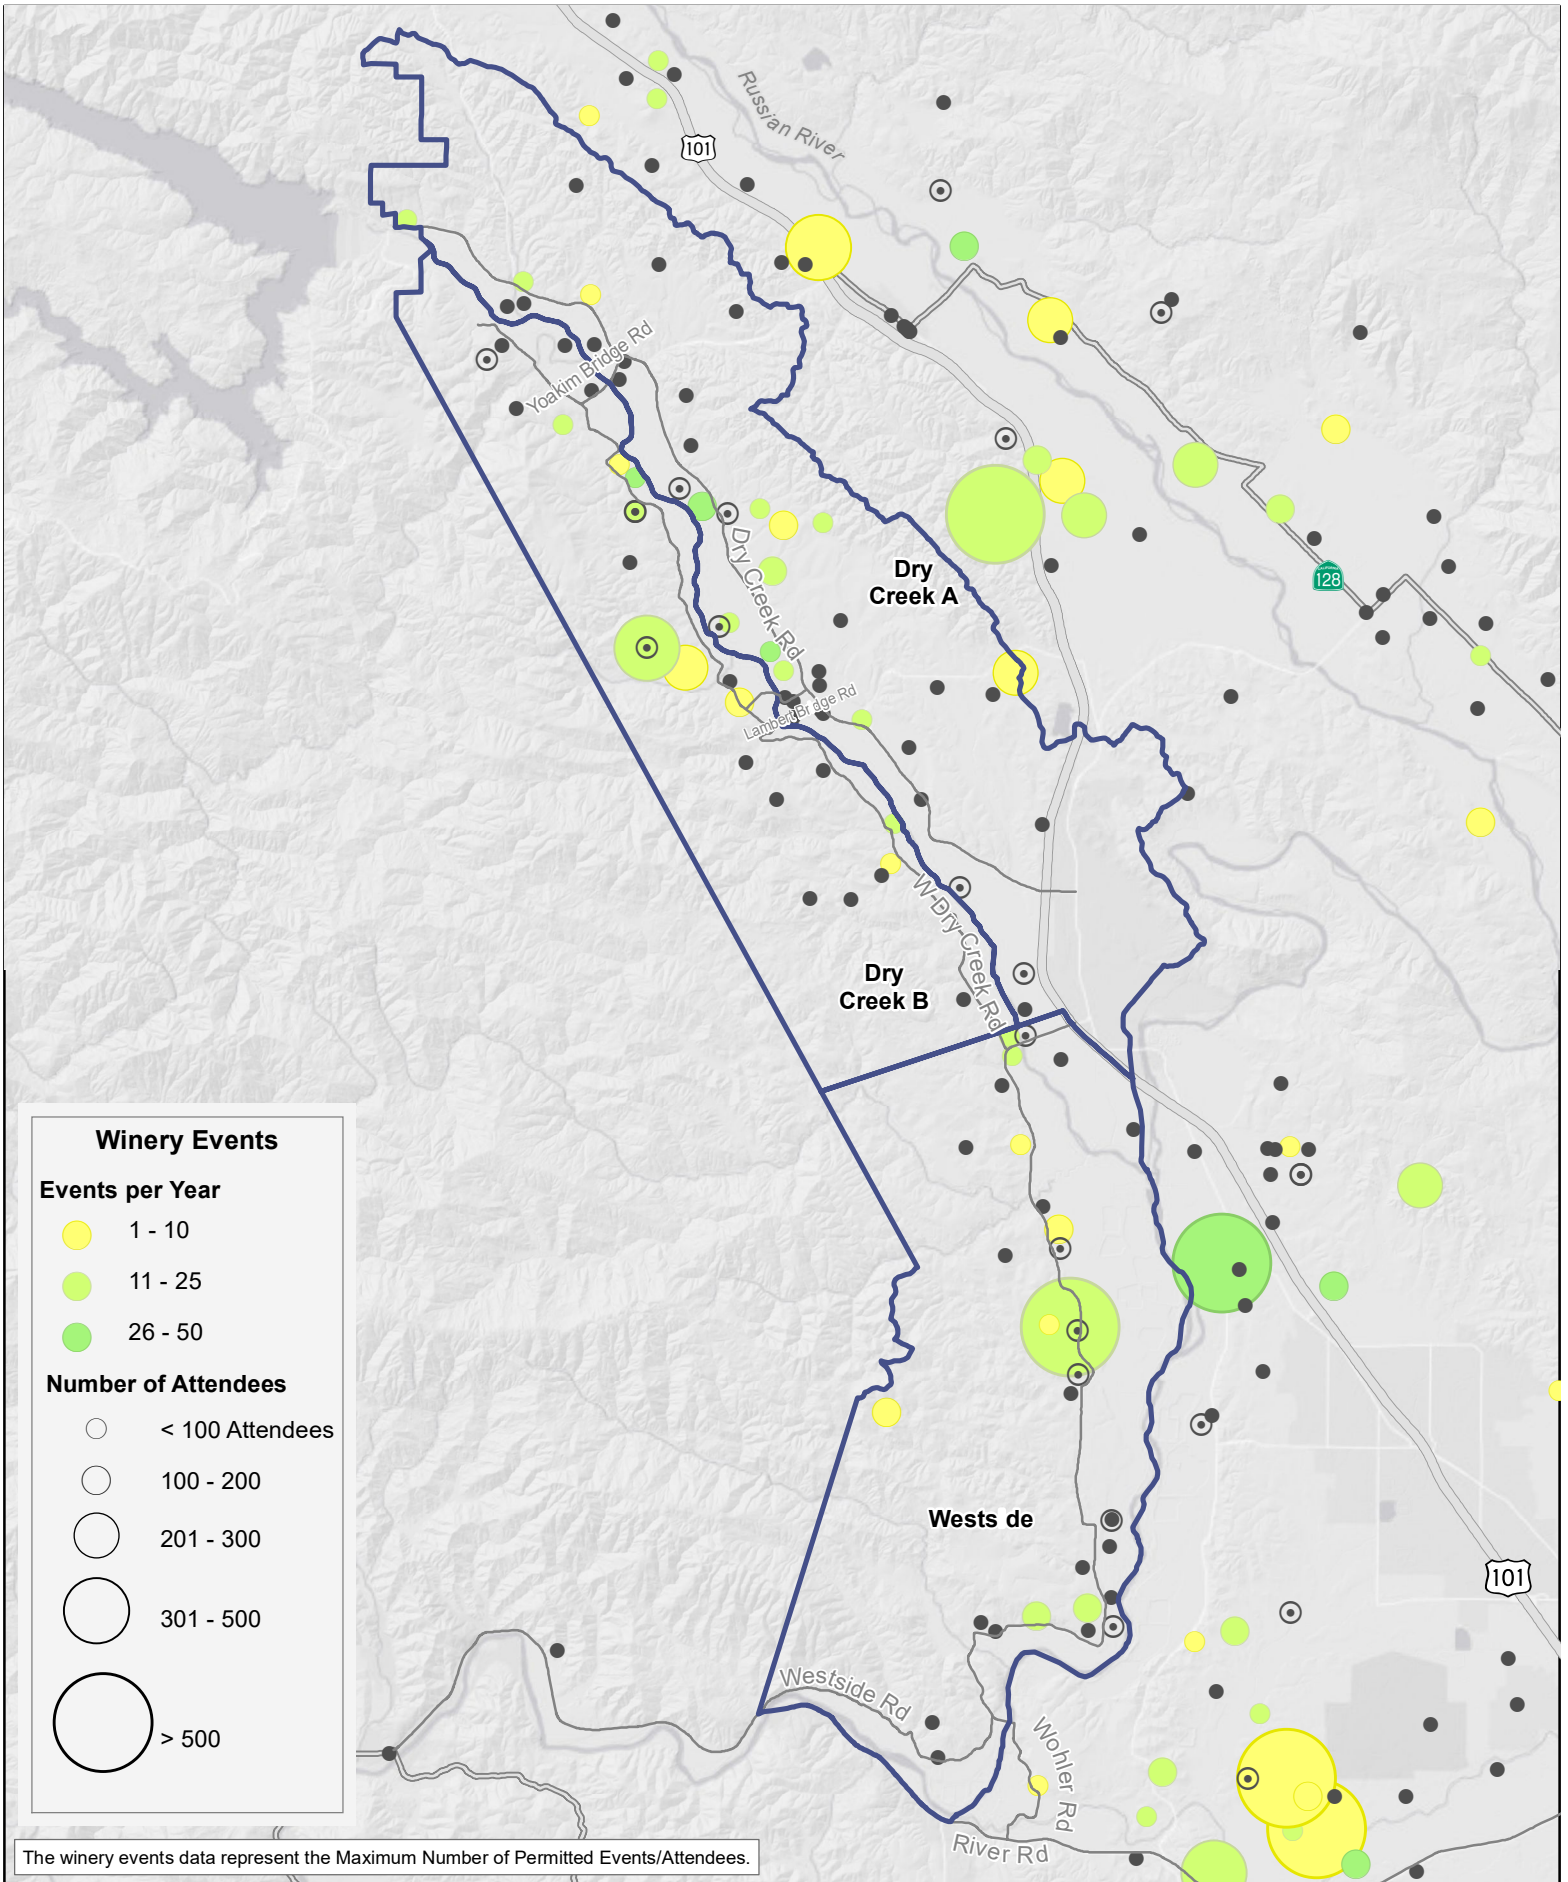 Russian River
101
Yoakim Bridge Rd
Dry Creek Rd
Dry
Creek A
CALIFORNIA
128
Lambert Br dge Rd
W Dry Creek Rd
Dry
Creek B
Winery Events
Events per Year
1 - 10
11 - 25
26 - 50
Number of Attendees
< 100 Attendees
100 - 200
201 - 300
301 - 500
> 500
Wests de
101
Westside Rd
Wohler Rd
River Rd
The winery events data represent the Maximum Number of Permitted Events/Attendees.